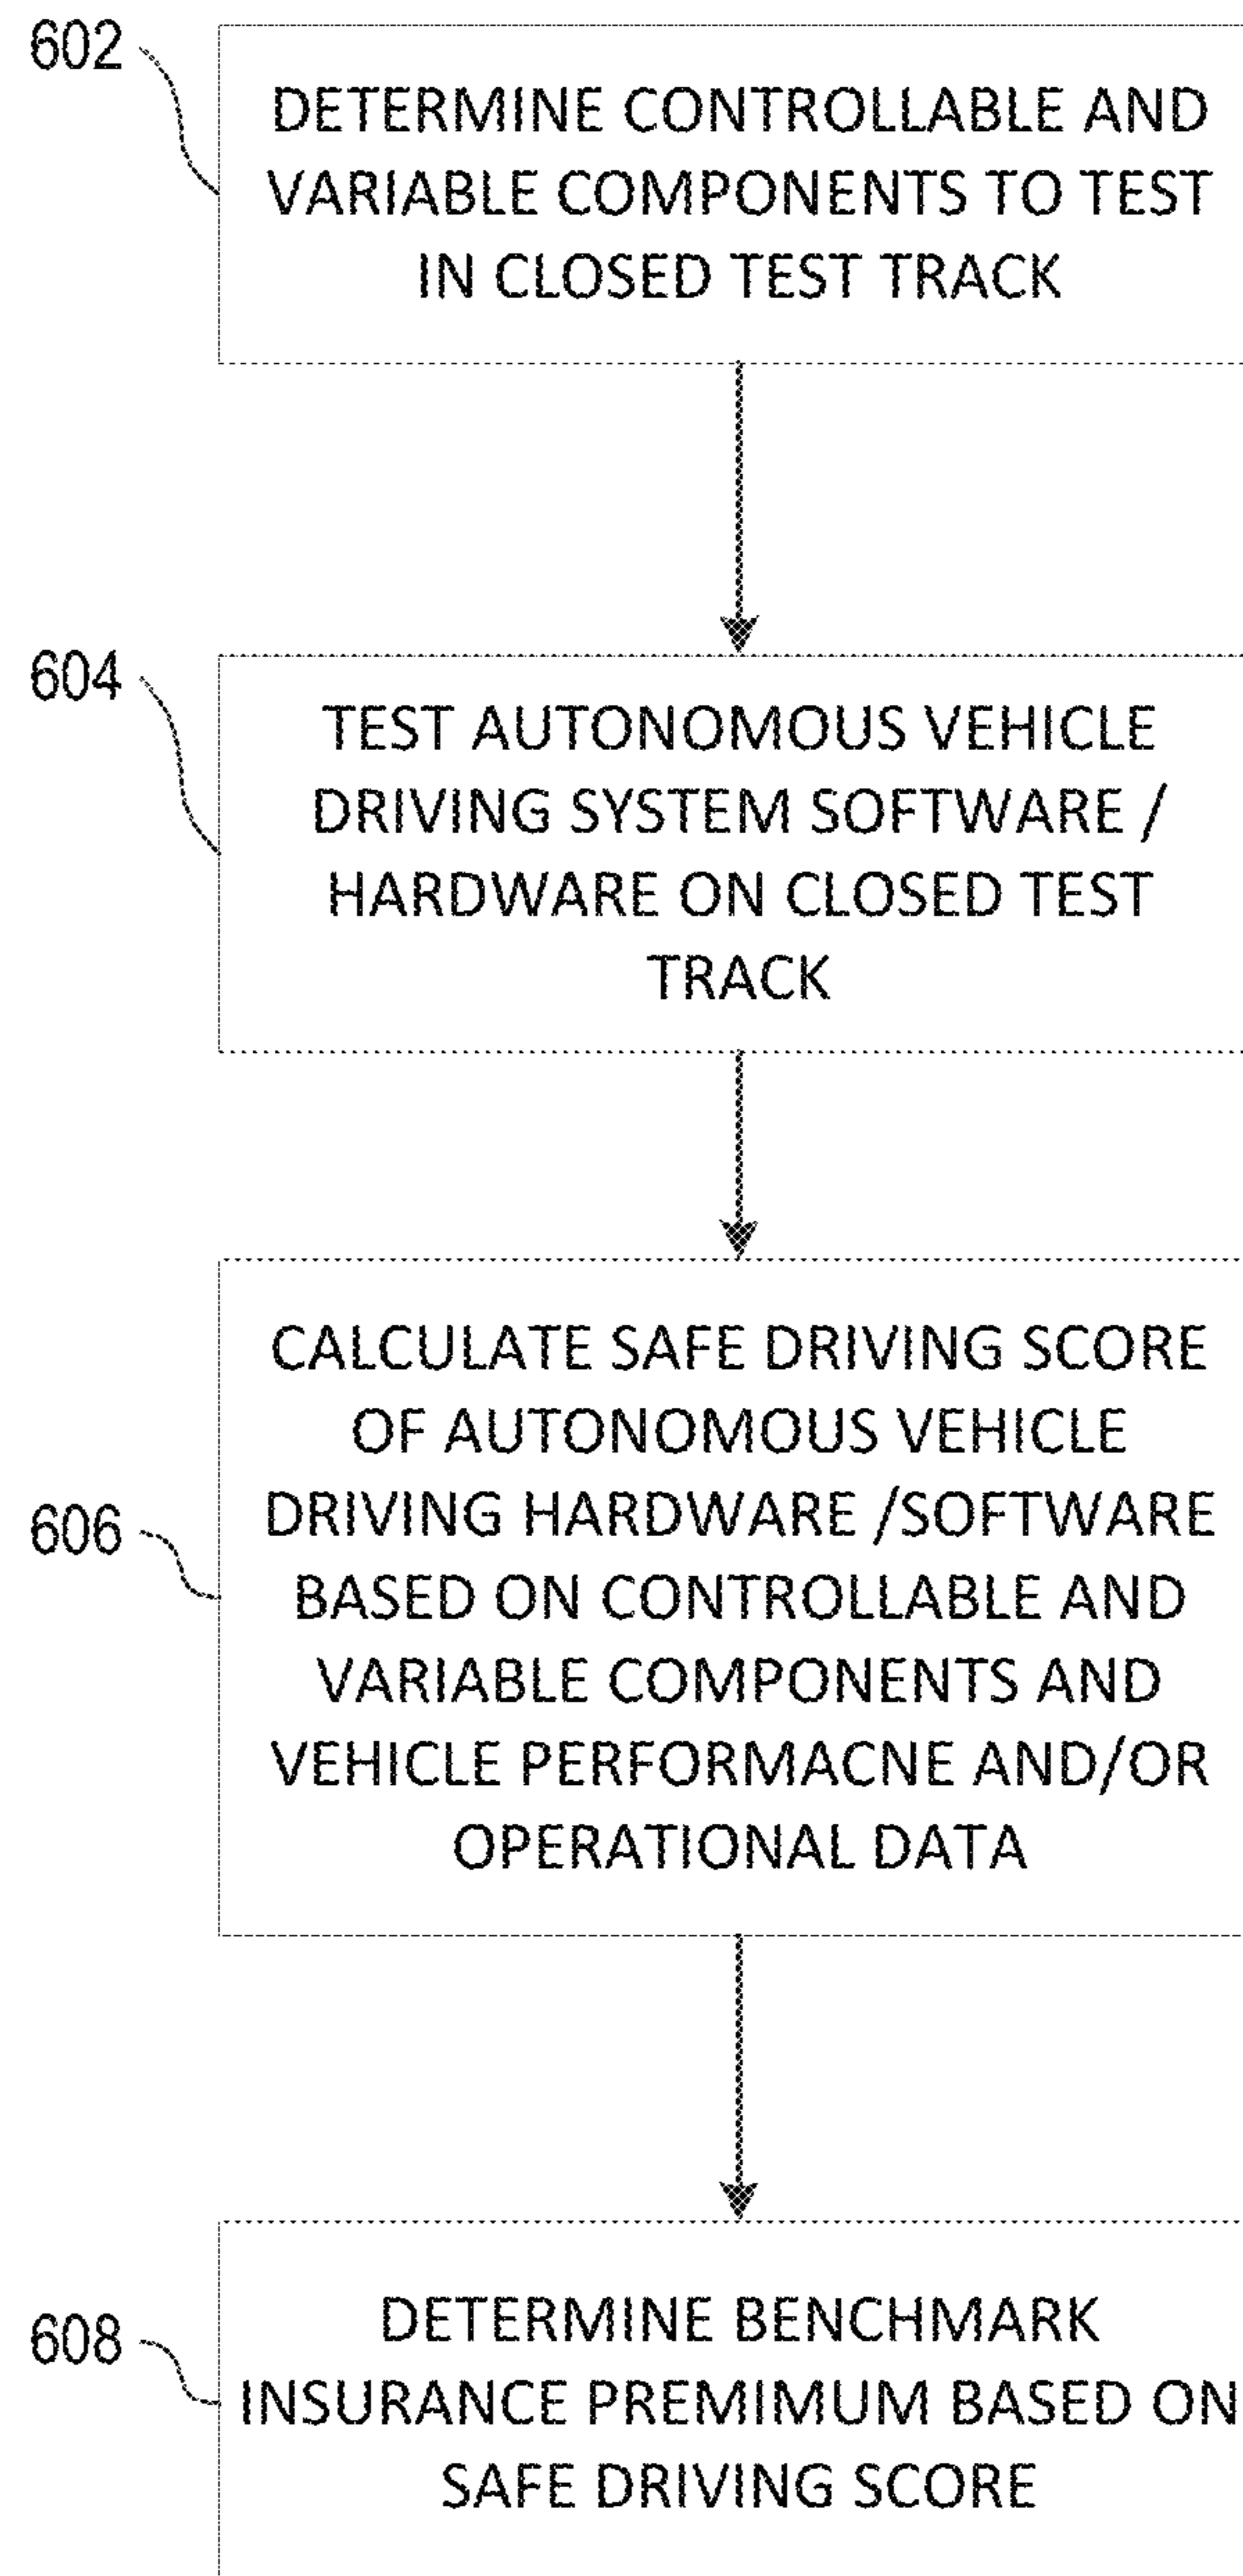 602
DETERMINE CONTROLLABLE AND
VARIABLE COMPONENTS TO TEST
IN CLOSED TEST TRACK
604
TEST AUTONOMOUS VEHICLE
DRIVING SYSTEM SOFTWARE /
HARDWARE ON CLOSED TEST
TRACK
606
CALCULATE SAFE DRIVING SCORE
OF AUTONOMOUS VEHICLE
DRIVING HARDWARE /SOFTWARE
BASED ON CONTROLLABLE AND
VARIABLE COMPONENTS AND
VEHICLE PERFORMACNE AND/OR
OPERATIONAL DATA
608
DETERMINE BENCHMARK
INSURANCE PREMIMUM BASED ON
SAFE DRIVING SCORE